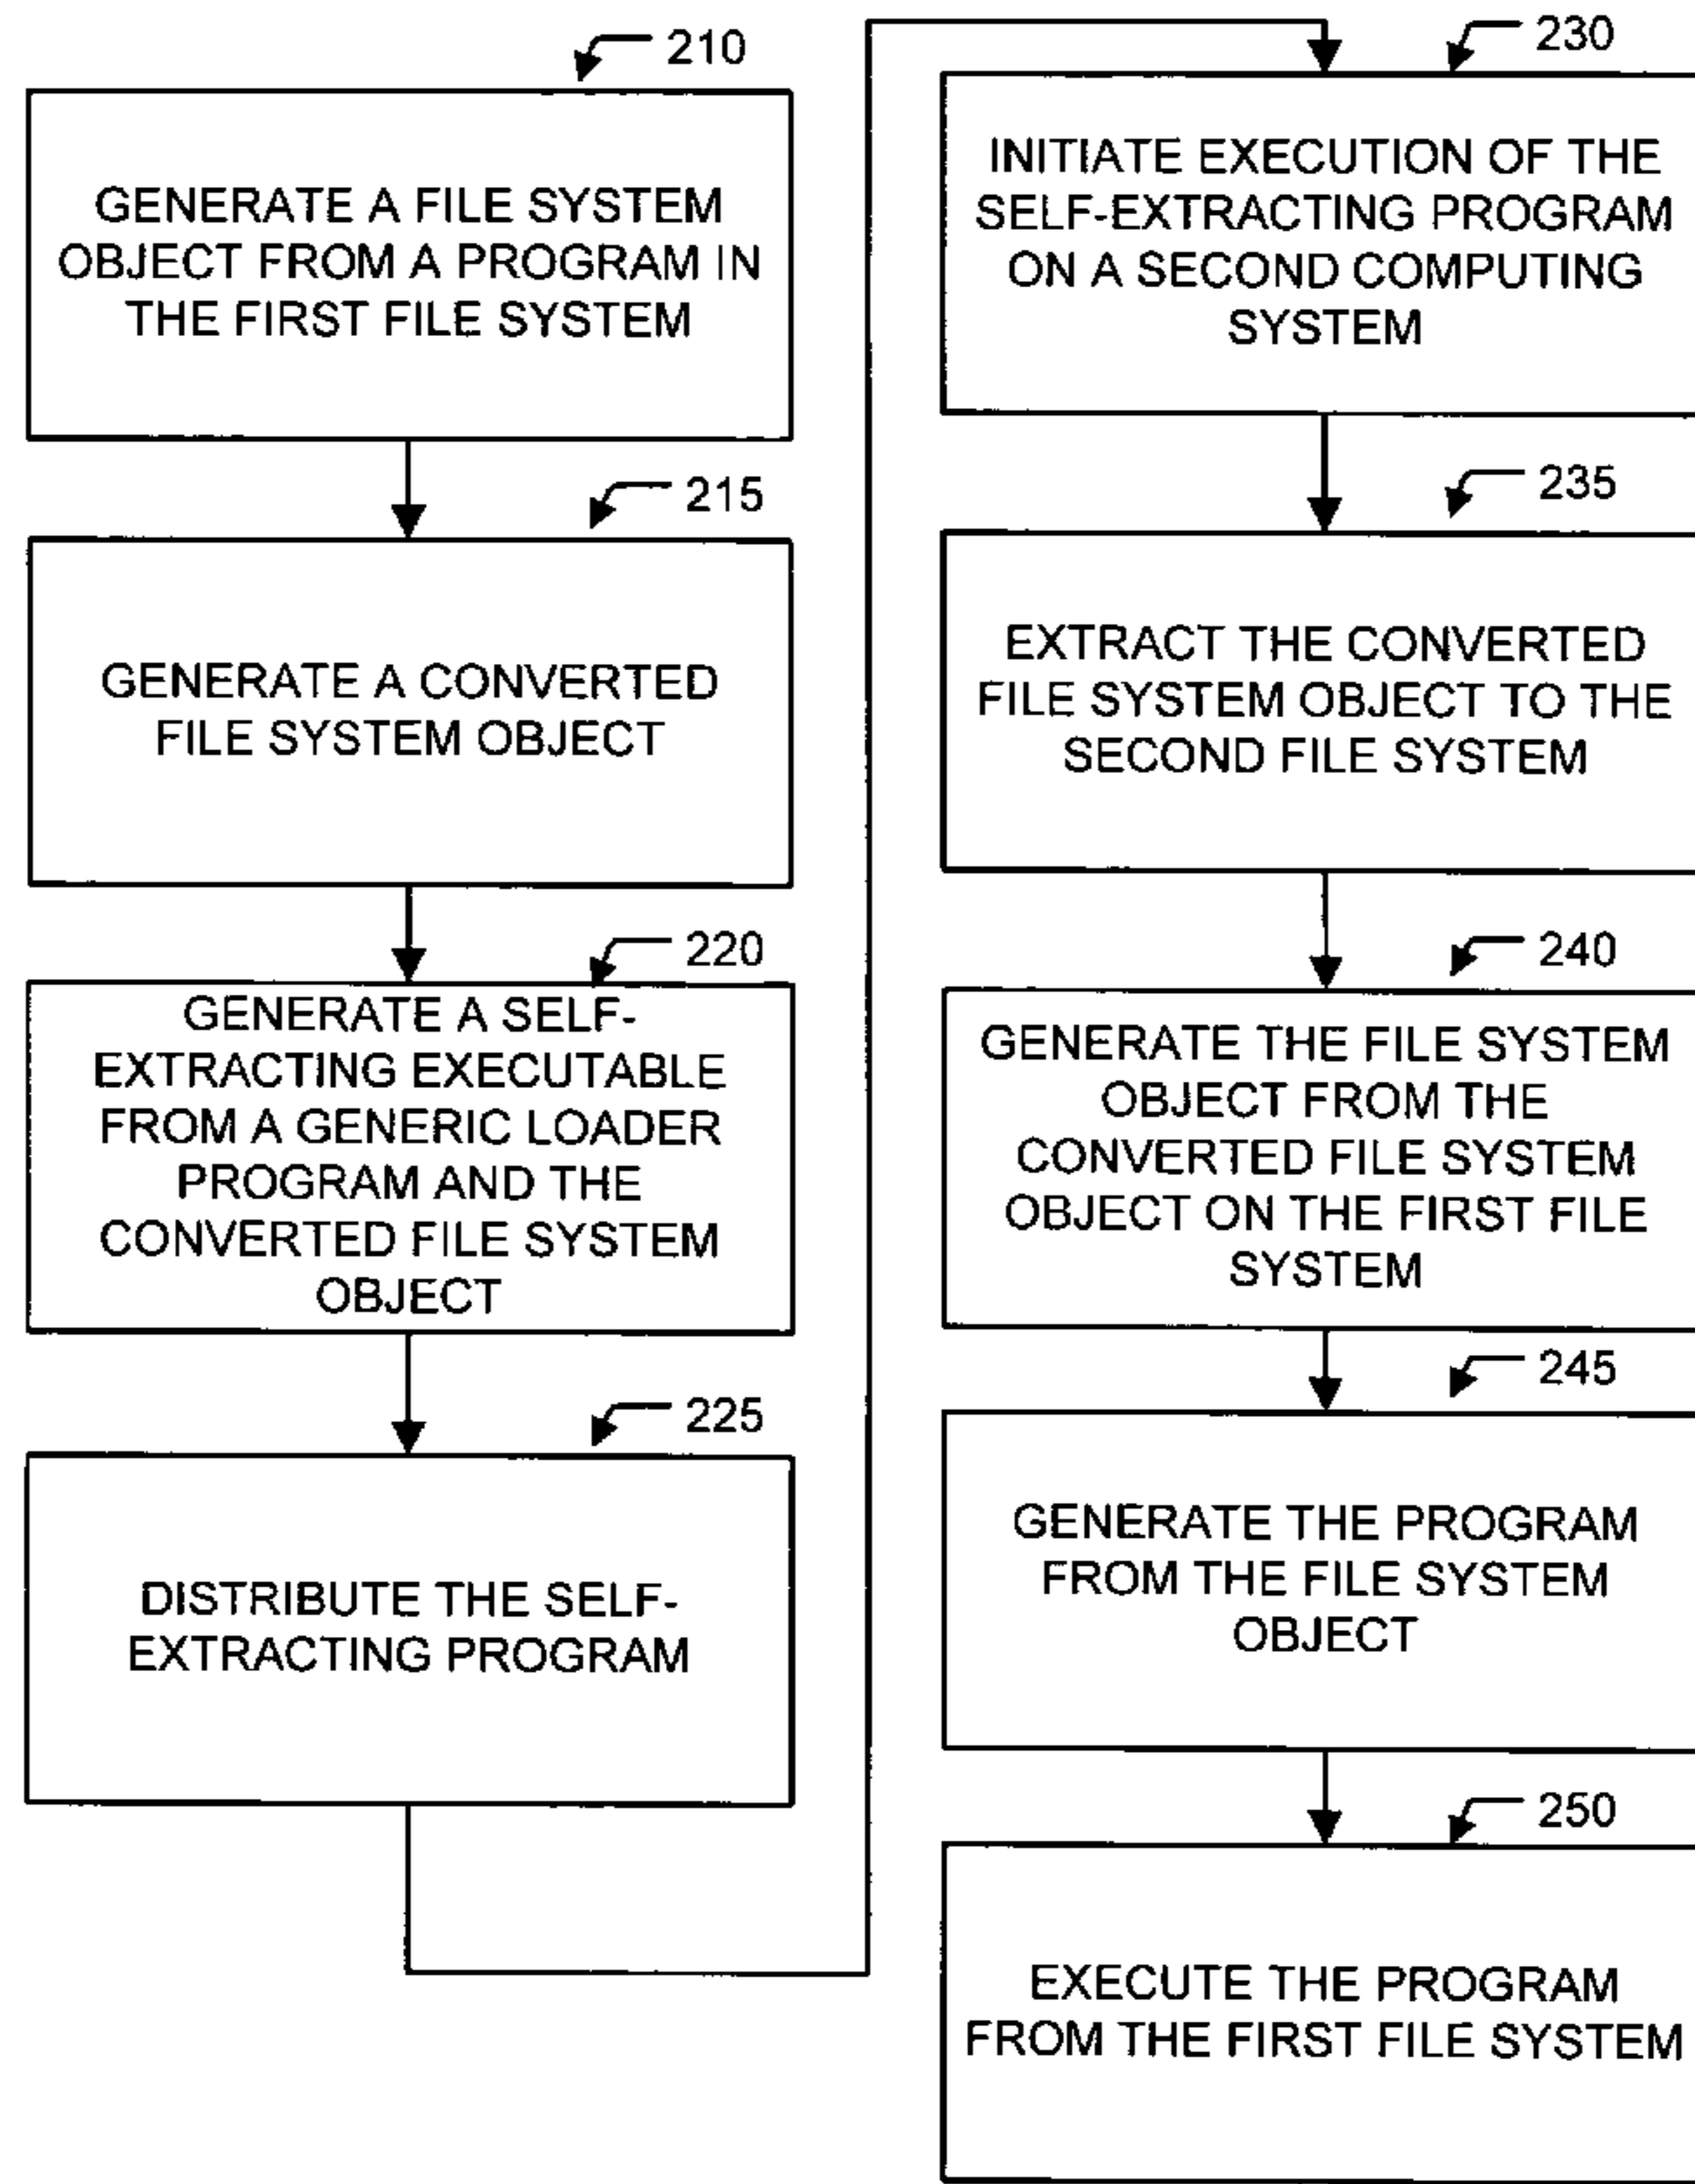 210
GENERATE A FILE SYSTEM
OBJECT FROM A PROGRAM IN
THE FIRST FILE SYSTEM
215
GENERATE A CONVERTED
FILE SYSTEM OBJECT
220
GENERATE A SELF-
EXTRACTING EXECUTABLE
FROM A GENERIC LOADER
PROGRAM AND THE
CONVERTED FILE SYSTEM
OBJECT
225
DISTRIBUTE THE SELF-
EXTRACTING PROGRAM
230
INITIATE EXECUTION OF THE
SELF-EXTRACTING PROGRAM
ON A SECOND COMPUTING
SYSTEM
235
EXTRACT THE CONVERTED
FILE SYSTEM OBJECT TO THE
SECOND FILE SYSTEM
240
GENERATE THE FILE SYSTEM
OBJECT FROM THE
CONVERTED FILE SYSTEM
OBJECT ON THE FIRST FILE
SYSTEM
245
GENERATE THE PROGRAM
FROM THE FILE SYSTEM
OBJECT
250
EXECUTE THE PROGRAM
FROM THE FIRST FILE SYSTEM